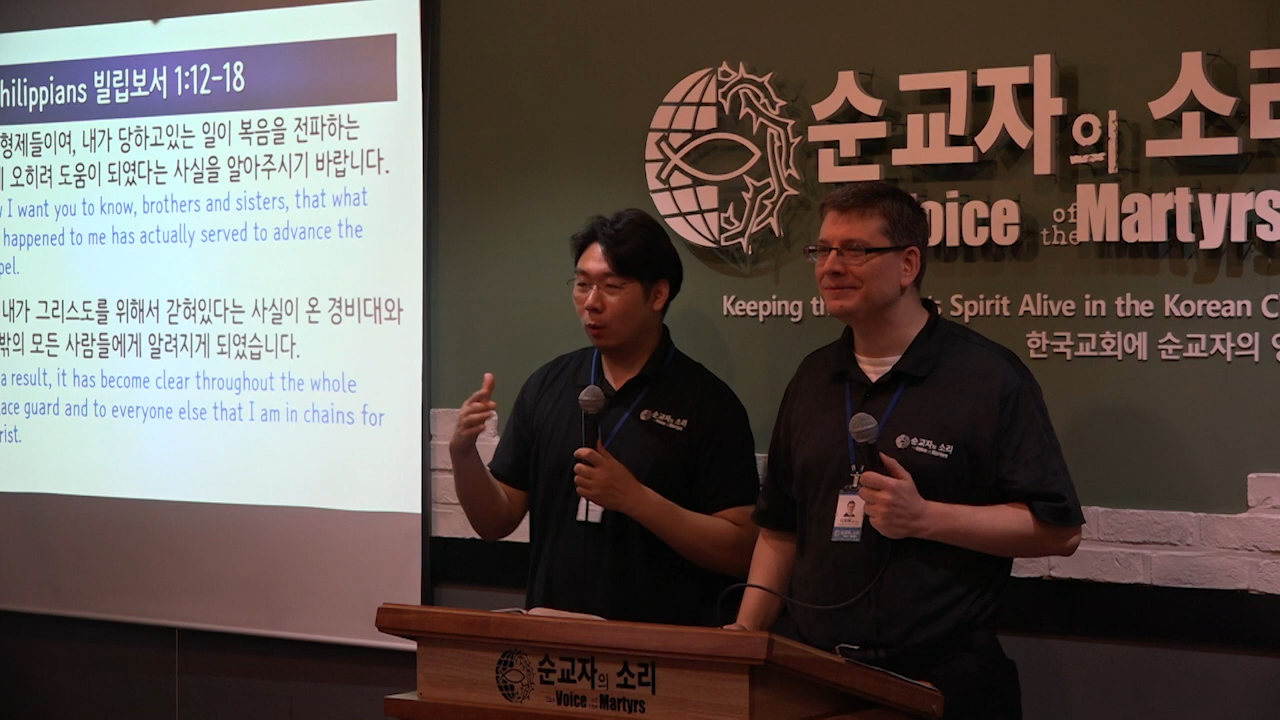 hilippians 빌립보서 1:12-18
형제들이여, 내가 당하고있는 일이 복음을 전파하는
오히려 도움이 되였다는 사실을 알아주시기 바랍니다.
I want you to know, brothers and sisters, that what
happened to me has actually served to advance the
pel.
내가 그리스도를 위해서 갇혀있다는 사실이 온 경비대와
밖의 모든 사람들에게 알려지게 되였습니다.
a result, it has become clear throughout the whole
ace guard and to everyone else that I am in chains for
rist.
순교자의 소리
Voice of the Martyrs
Keeping th s Spirit Alive in the Korean C
한국교회에 순교자의
순교자의 소리
순교자의 소리
순교자의 소리
Voice of the Martyrs